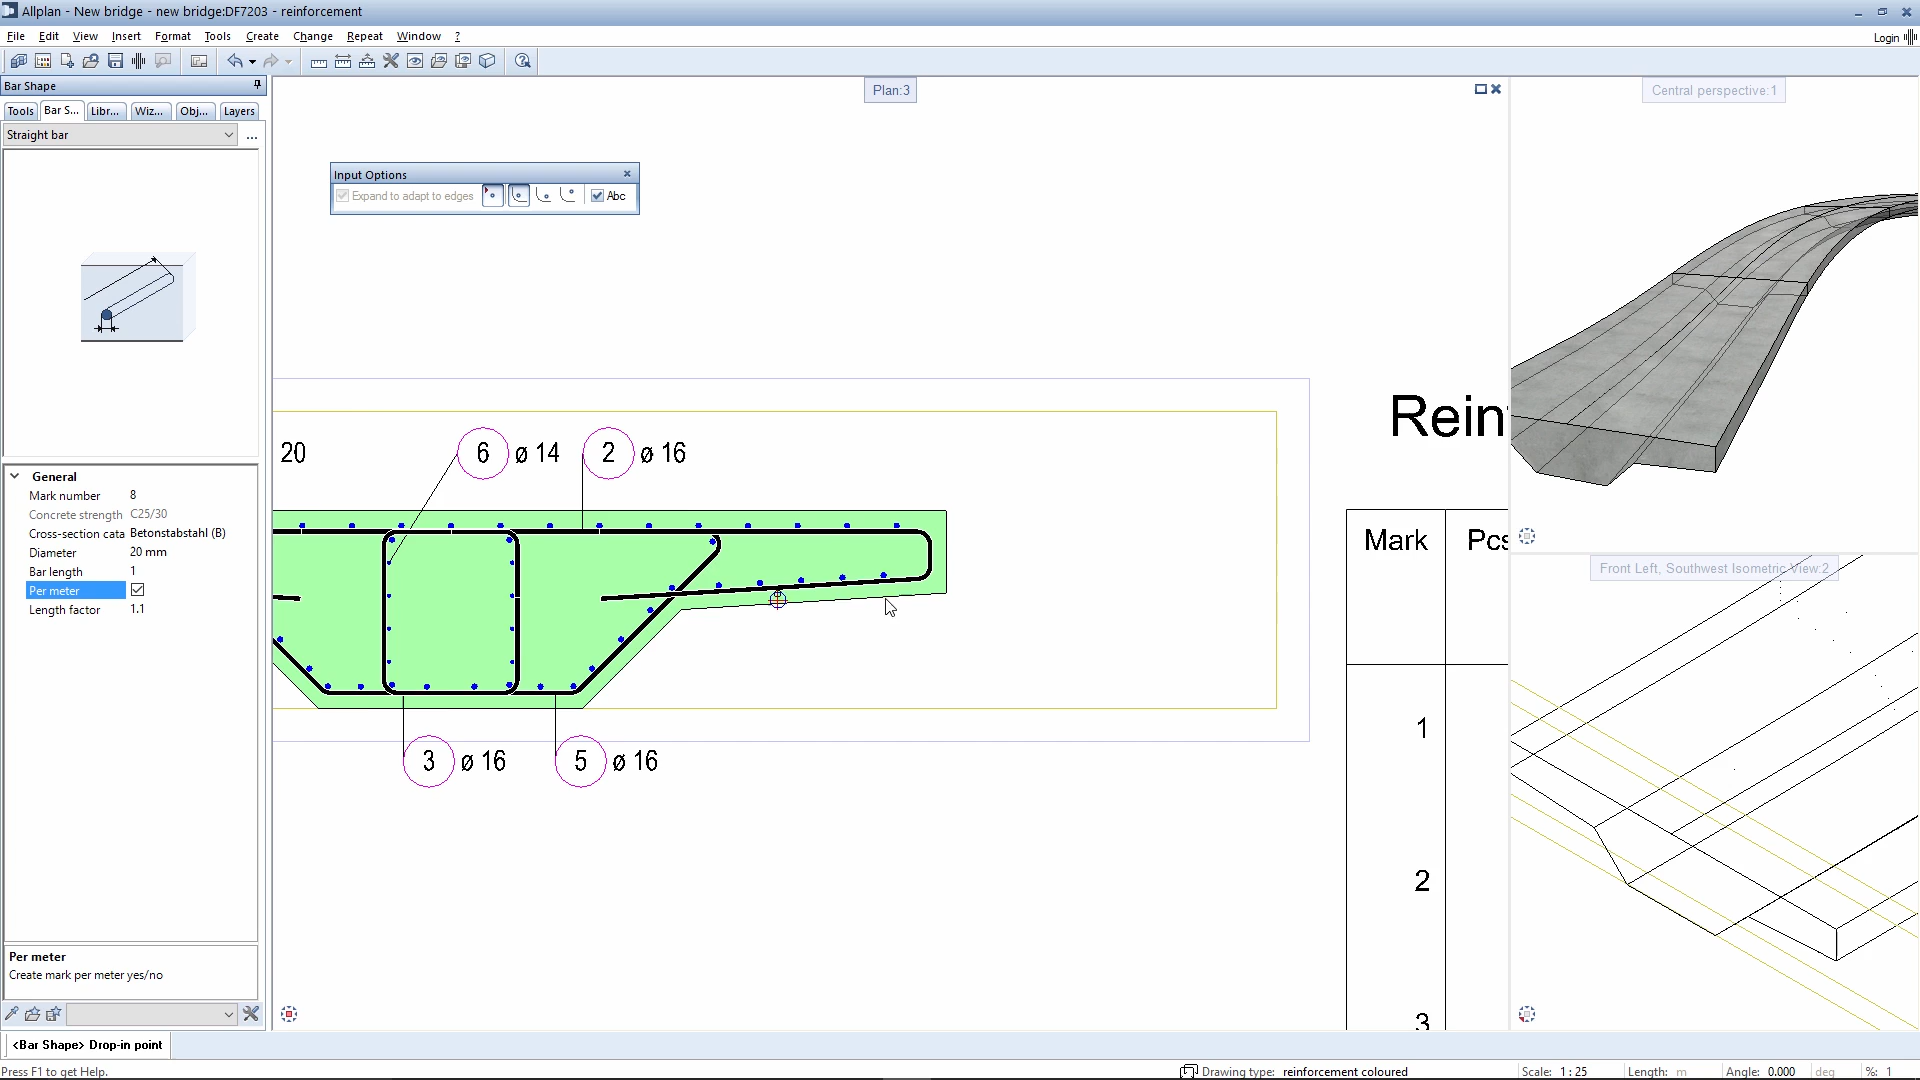 Allplan - New bridge - new bridge:DF7203 - reinforcement
File Edit View Insert Format Tools Create Change Repeat Window ?
Login
Bar Shape
Tools Bar S... Libr... Wiz... Obj... Layers
Straight bar
...
General
Mark number 8
Concrete strength C25/30
Cross-section cata Betonstabstahl (B)
Diameter 20 mm
Bar length 1
Per meter
Length factor 1.1
Per meter
Create mark per meter yes/no
<Bar Shape> Drop-in point
Press F1 to get Help.
Plan:3
Input Options
Expand to adapt to edges Abc
20
6 ø 14
2 ø 16
3 ø 16
5 ø 16
Rein
Mark Pcs
1
2
3
Central perspective:1
Front Left, Southwest Isometric View:2
Drawing type: reinforcement coloured
Scale: 1 : 25
Length: m
Angle: 0.000 deg
%: 1